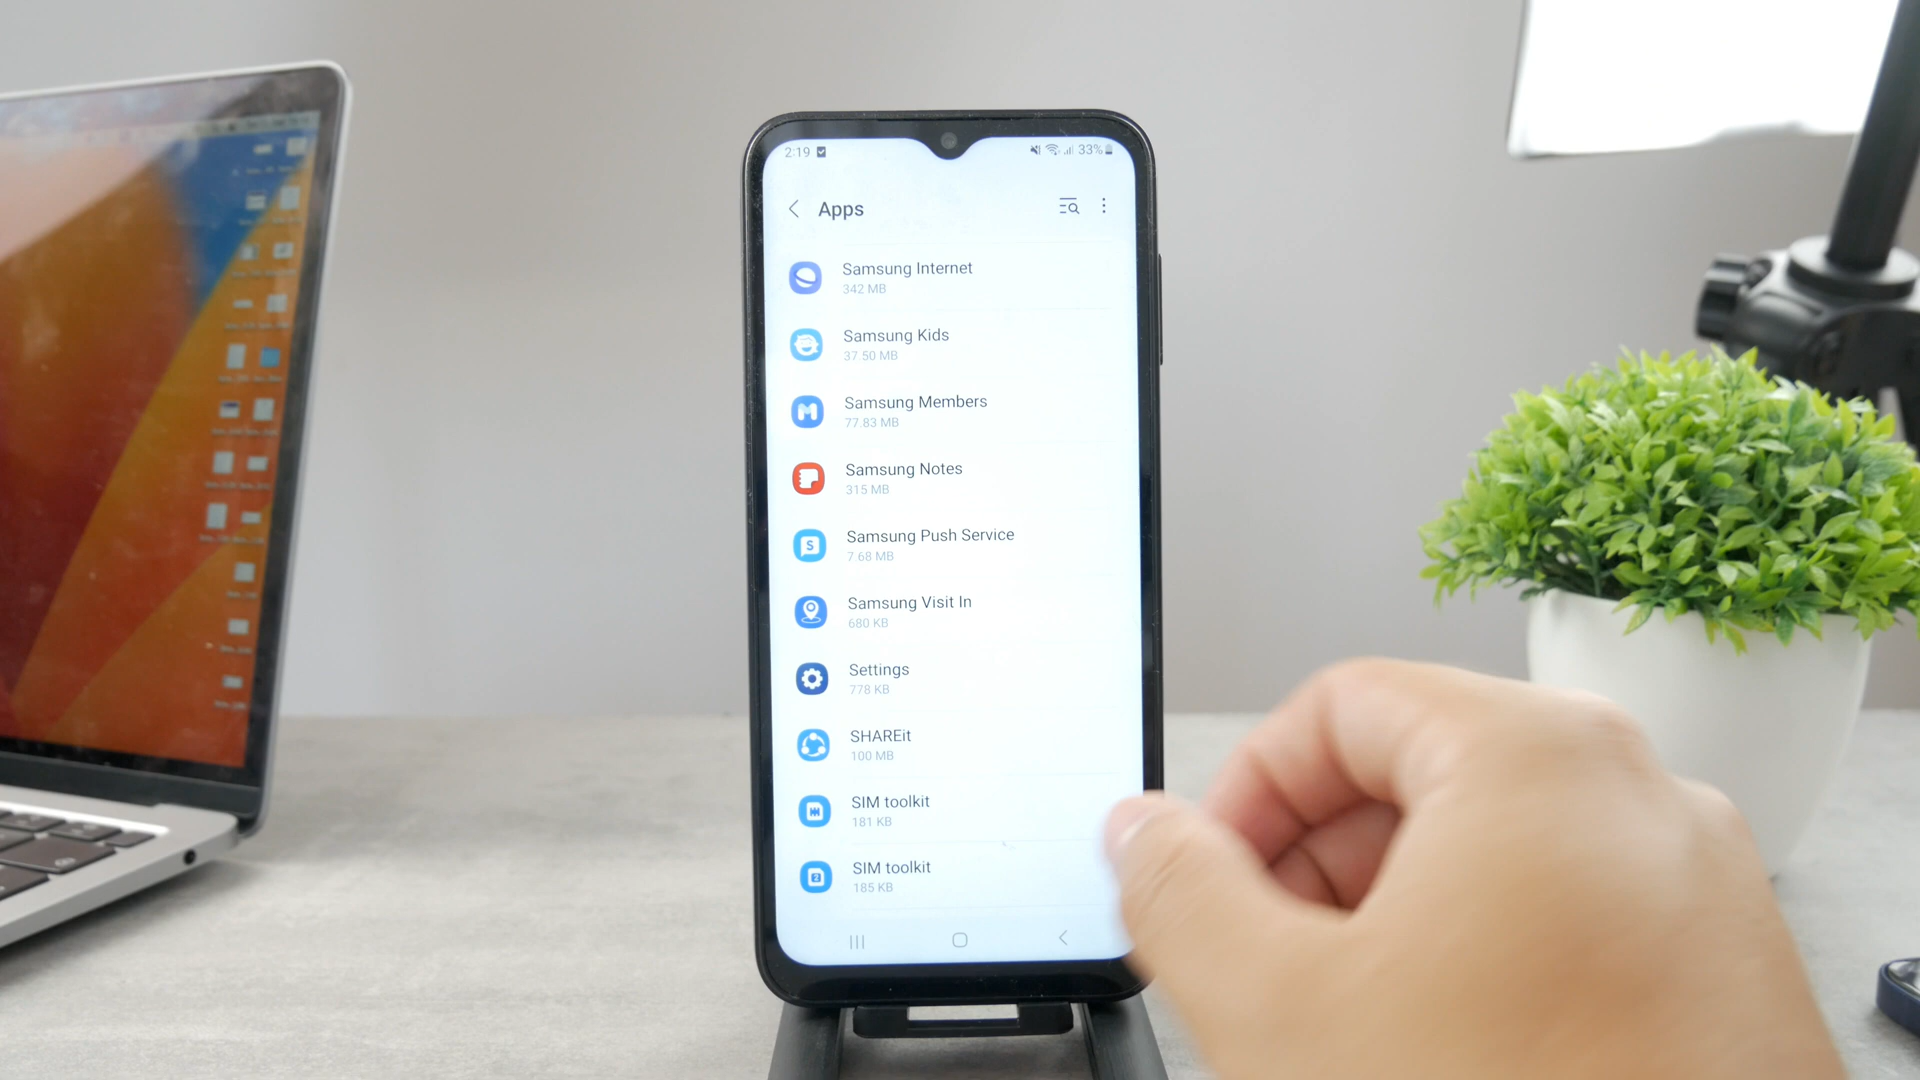 2:19
33%
Apps
Samsung Internet
342 MB
Samsung Kids
37.50 MB
Samsung Members
77.83 MB
Samsung Notes
315 MB
S
Samsung Push Service
7.68 MB
Samsung Visit In
680 KB
Settings
778 KB
SHAREit
100 MB
SIM toolkit
181 KB
2
SIM toolkit
185 KB